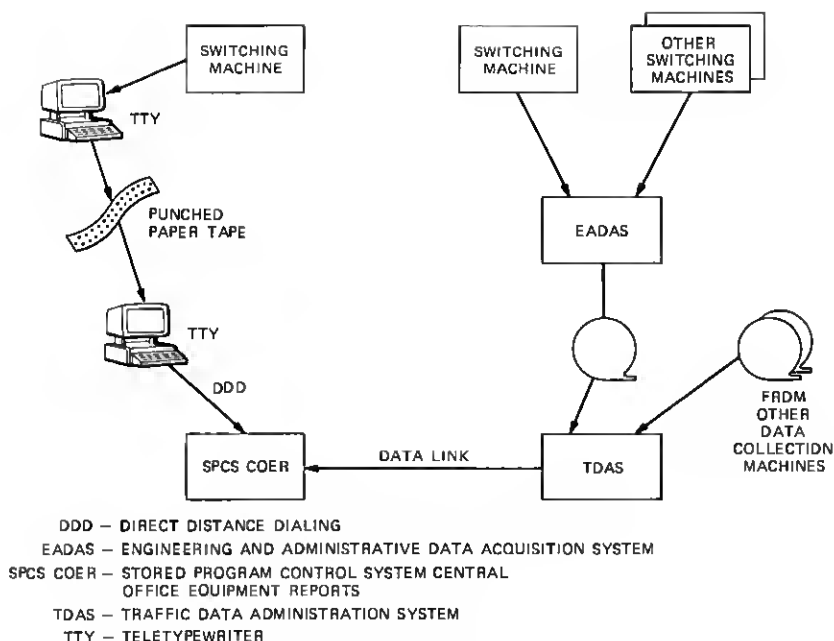 SWITCHING
MACHINE
SWITCHING
MACHINE
OTHER
SWITCHING
MACHINES
TTY
PUNCHED
PAPER TAPE
EADAS
TTY
DDD
FRDM
OTHER
DATA
COLLECTION
MACHINES
SPCS COER
DATA LINK
TDAS
DDD – DIRECT DISTANCE DIALING
EADAS – ENGINEERING AND ADMINISTRATIVE DATA ACQUISITION SYSTEM
SPCS COER – STORED PROGRAM CONTROL SYSTEM CENTRAL
OFFICE EQUIPMENT REPORTS
TDAS – TRAFFIC DATA ADMINISTRATION SYSTEM
TTY – TELETYPEWRITER